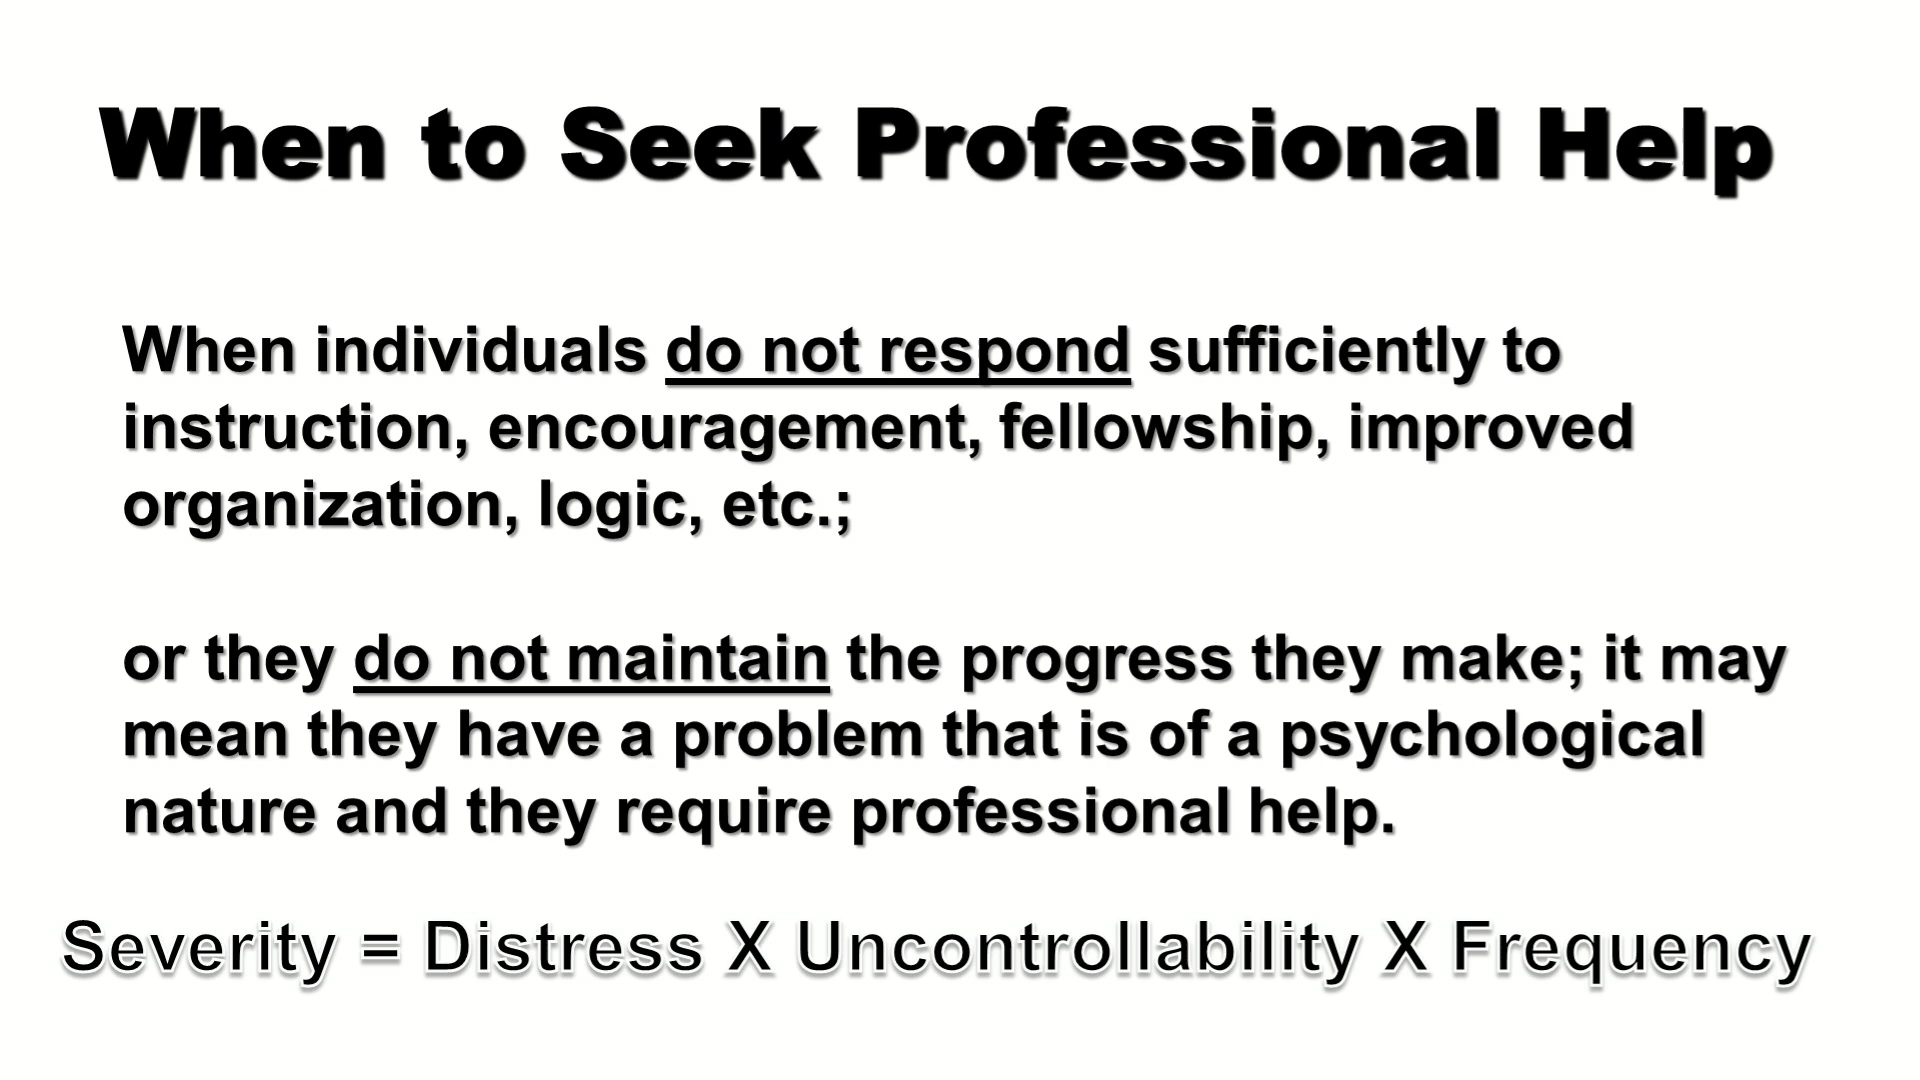 When to Seek Professional Help
When individuals do not respond sufficiently to
instruction, encouragement, fellowship, improved
organization, logic, etc.;
or they do not maintain the progress they make; it may
mean they have a problem that is of a psychological
nature and they require professional help.
Severity = Distress X Uncontrollability X Frequency